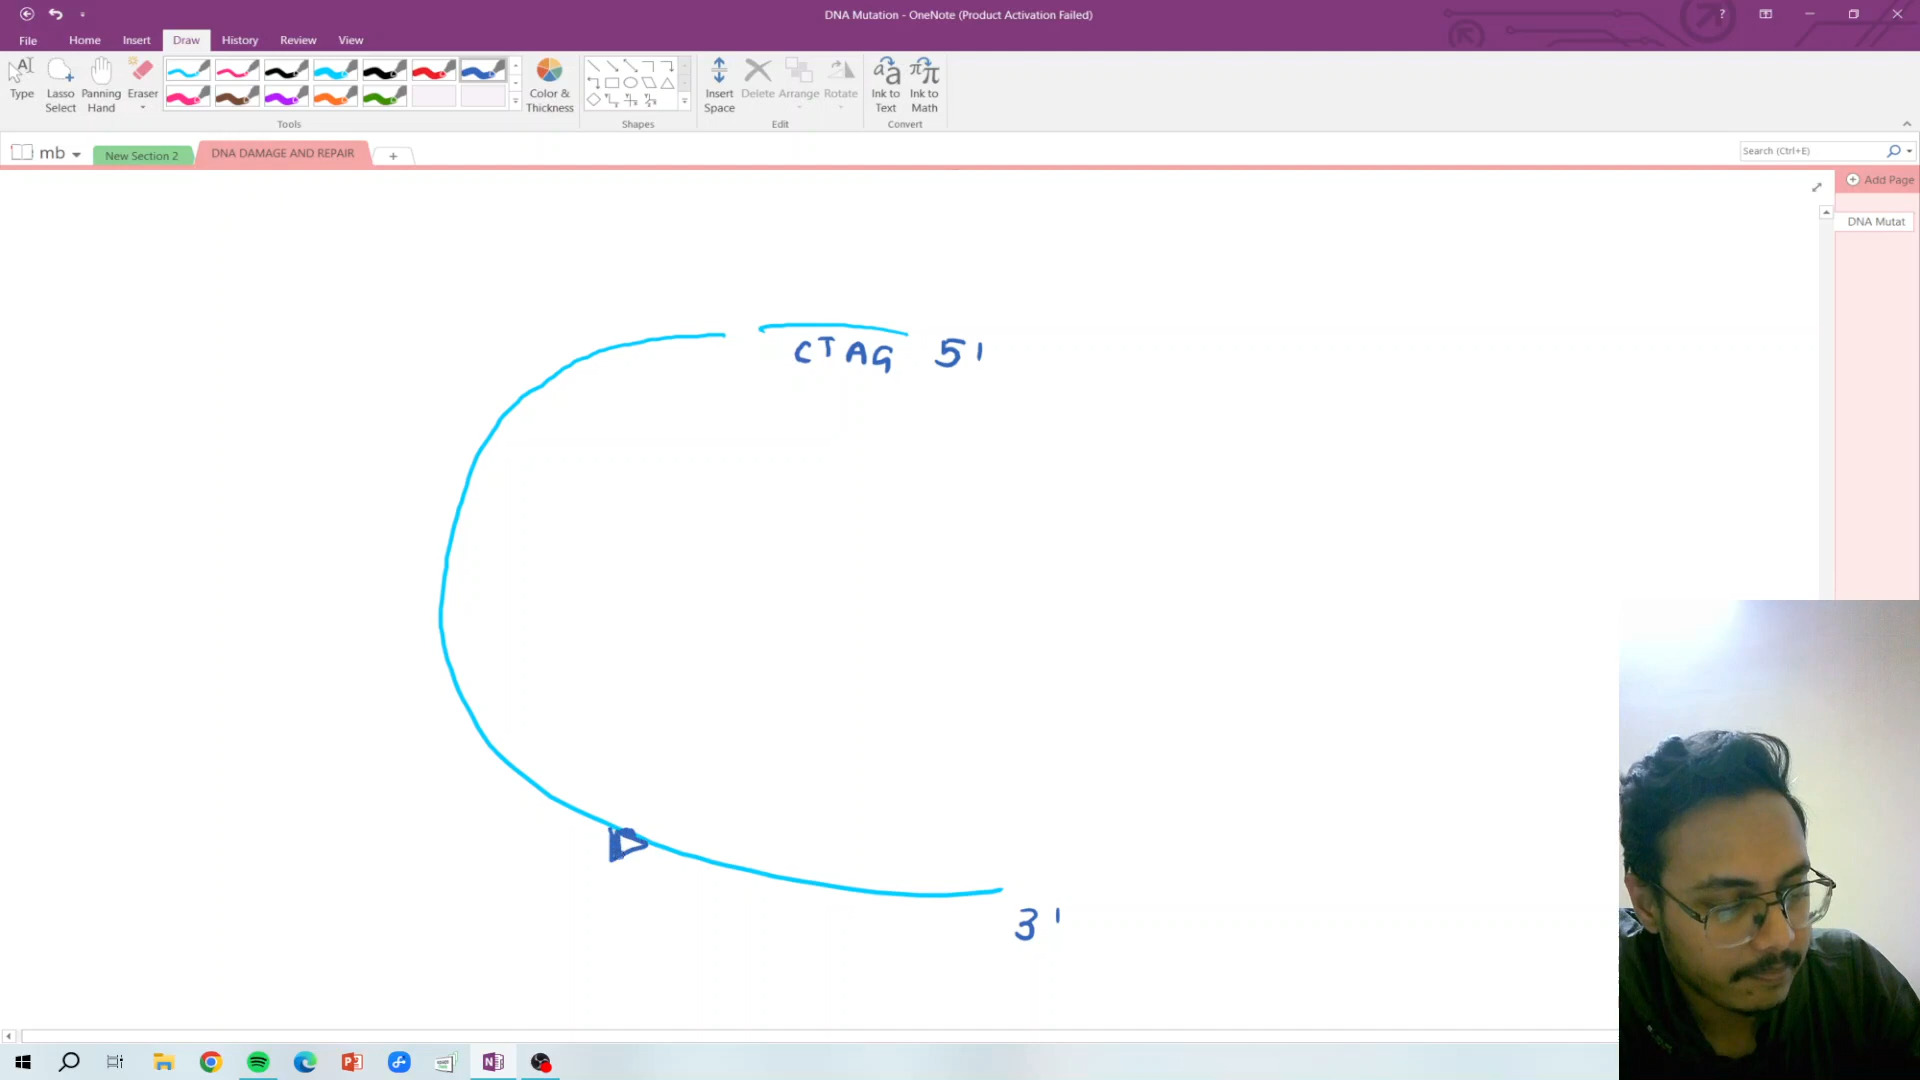 DNA Mutation - OneNote (Product Activation Failed)
File Home Insert Draw History Review View
Type
Lasso Select
Panning Hand
Eraser
Color & Thickness
Insert Space
Delete
Arrange
Rotate
Ink to Text
Ink to Math
Tools
Shapes
Edit
Convert
mb
New Section 2
DNA DAMAGE AND REPAIR
Search (Ctrl+E)
Add Page
DNA Mutat
CTAG 5'
3'